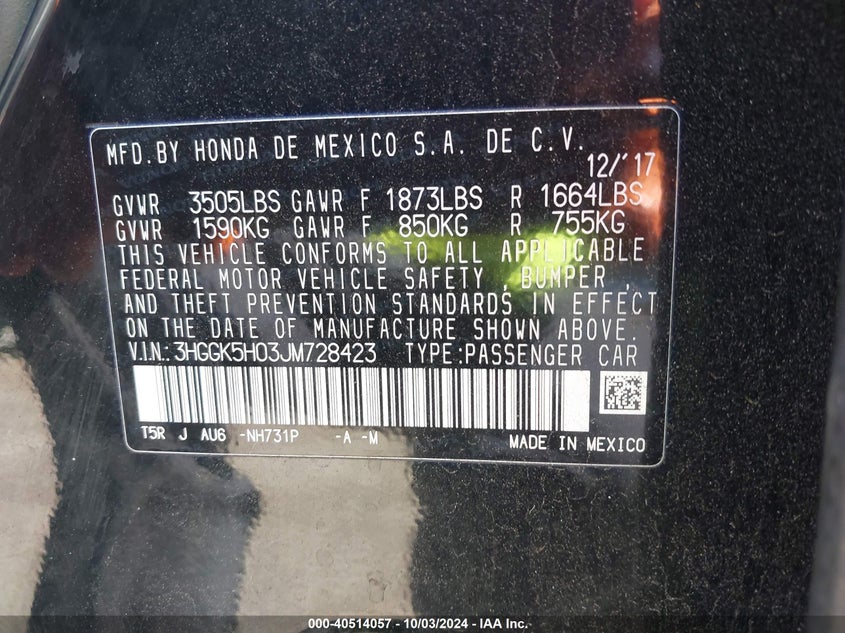 MFD.BY HONDA DE MEXICO S.A. DE C.V.
12/'17
GVWR 3505LBS GAWR F 1873LBS R 1664LBS
GVWR 1590KG GAWR F 850KG R 755KG
THIS VEHICLE CONFORMS TO ALL APPLICABLE
FEDERAL MOTOR VEHICLE SAFETY ,BUMPER ,
AND THEFT PREVENTION STANDARDS IN EFFECT
ON THE DATE OF MANUFACTURE SHOWN ABOVE.
V.I.N.: 3HGGK5H03JM728423 TYPE:PASSENGER CAR
T5R J AU6 -NH731P -A -M MADE IN MEXICO
000-40514057 - 10/03/2024 - IAA Inc.